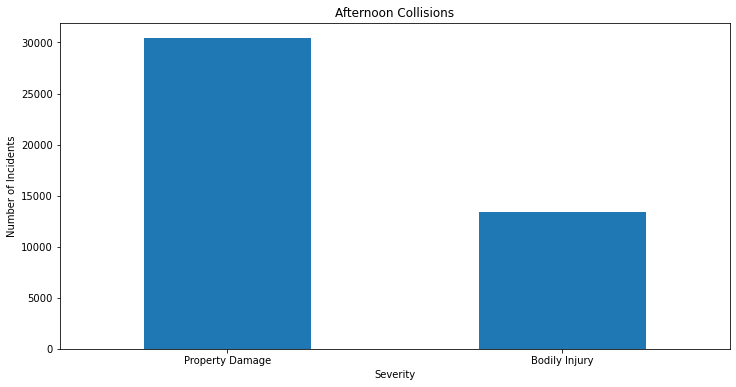 Afternoon Collisions
Number of Incidents
30000
25000
20000
15000
10000
5000
0
Property Damage
Bodily Injury
Severity